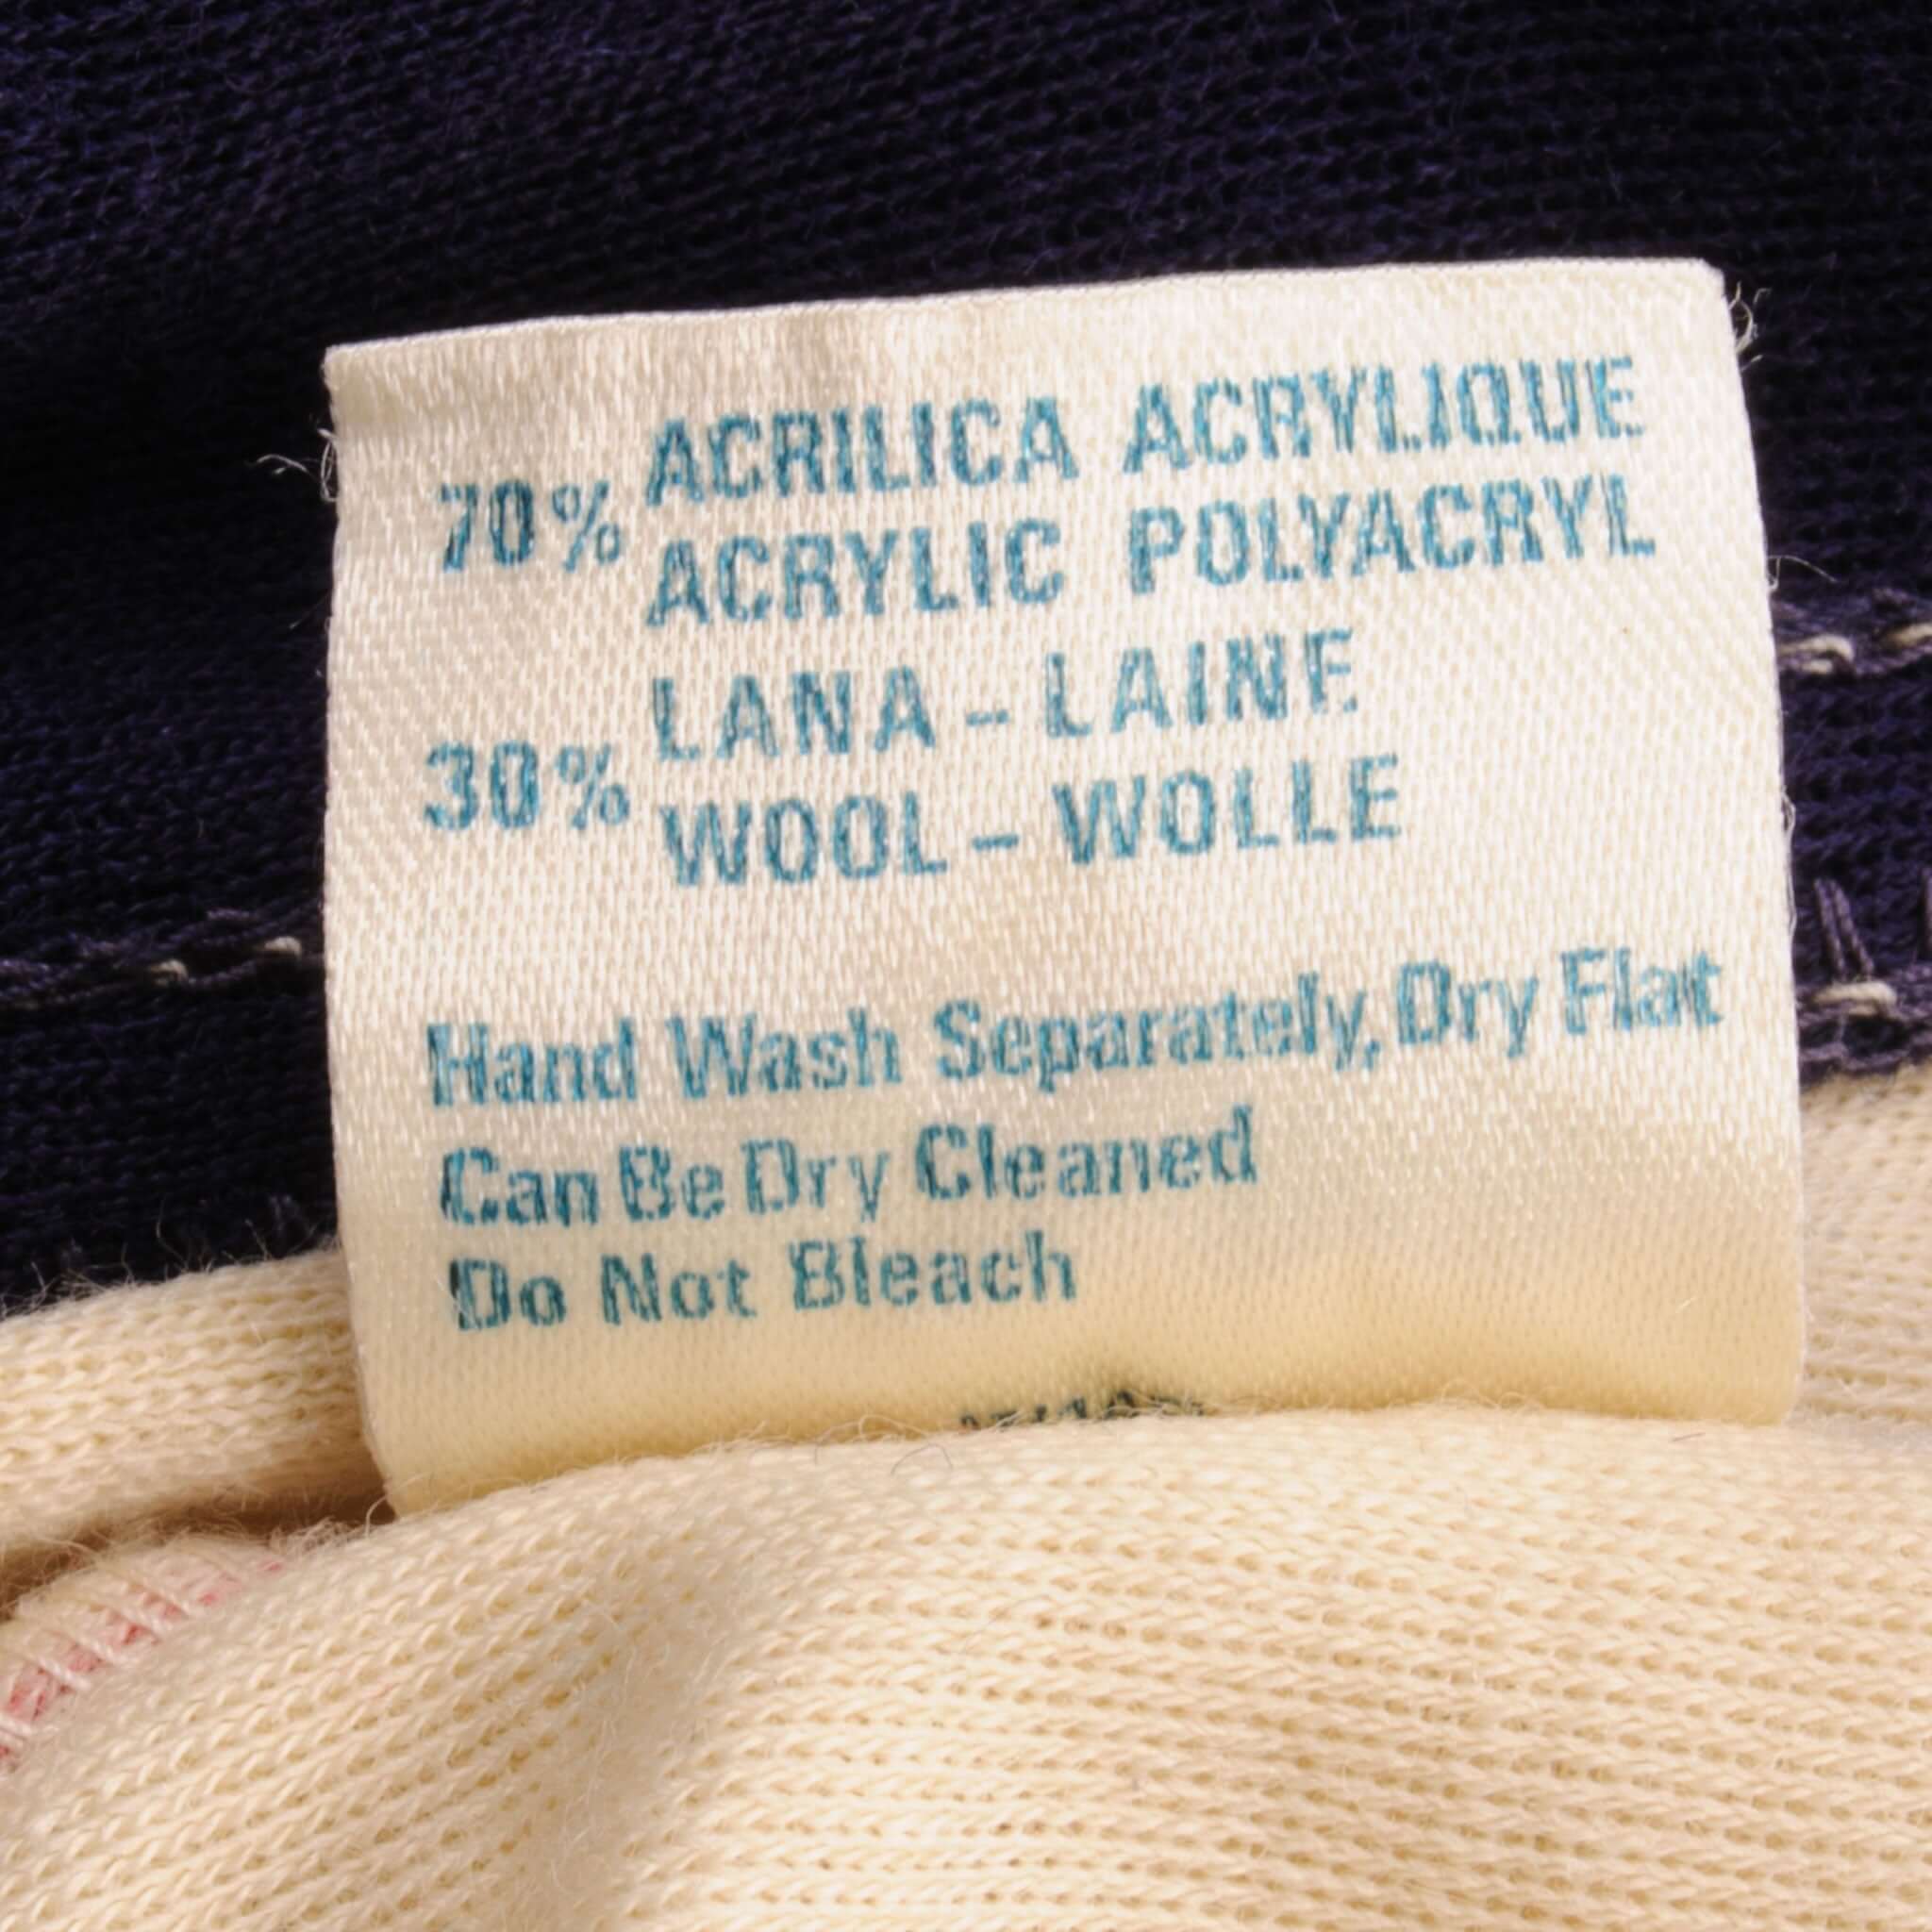 70% ACRILICA ACRYLIQUE
ACRYLIC POLYACRYL
30% LANA - LAINE
WOOL - WOLLE
Hand Wash Separately, Dry Flat
Can Be Dry Cleaned
Do Not Bleach